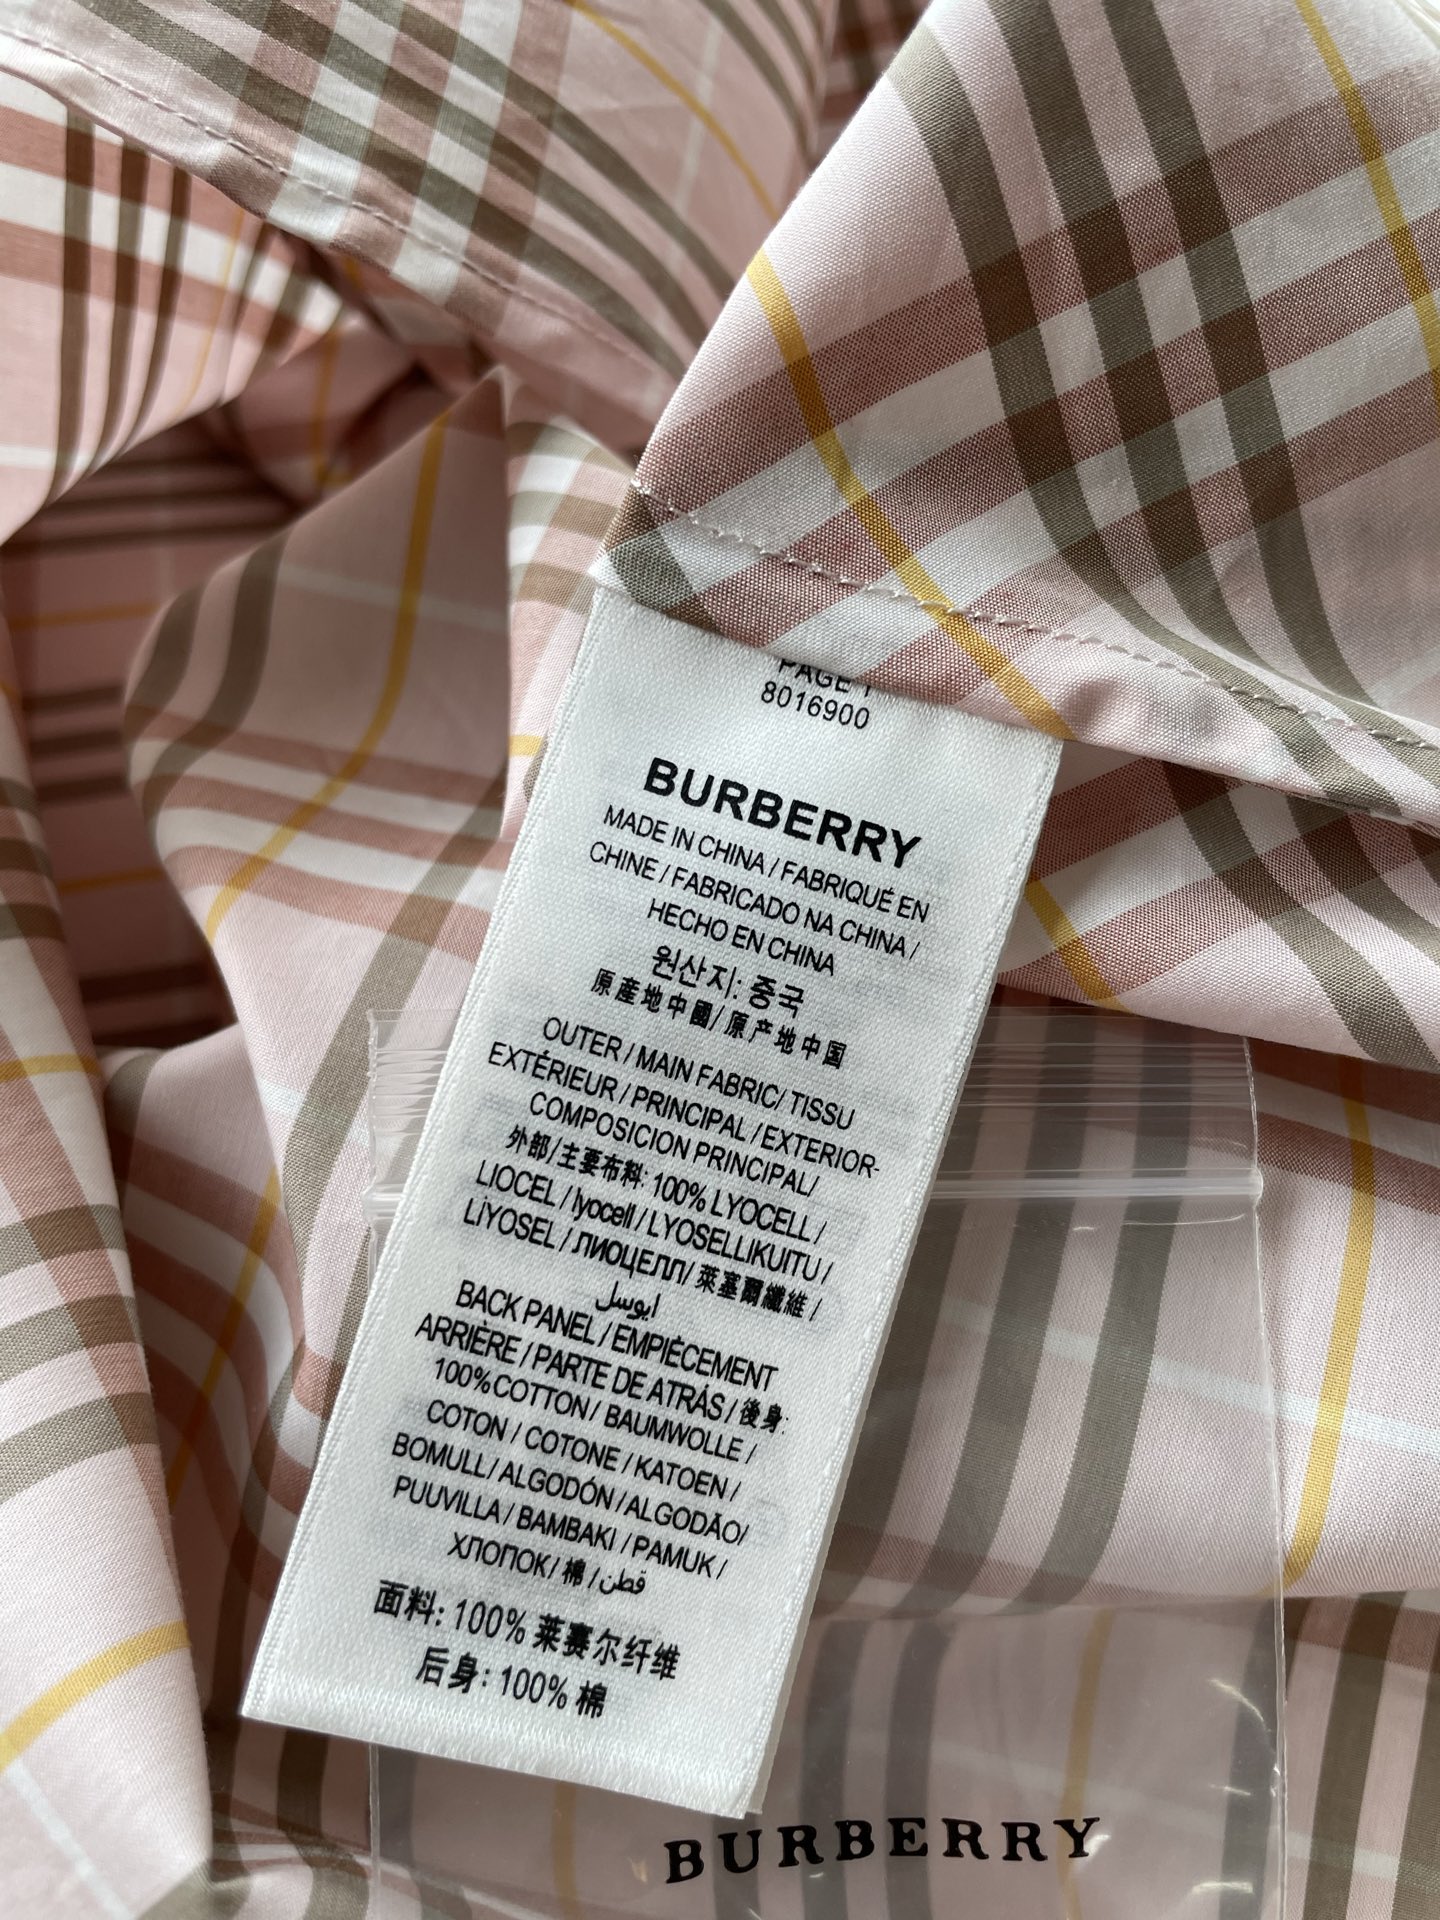 PAGE 1
8016900
BURBERRY
MADE IN CHINA / FABRIQUÉ EN
CHINE / FABRICADO NA CHINA /
HECHO EN CHINA
원산지: 중국
原產地中國/原产地中国
OUTER / MAIN FABRIC/ TISSU
EXTÉRIEUR / PRINCIPAL / EXTERIOR-
COMPOSICION PRINCIPAL/
外部/主要布料: 100% LYOCELL /
LIOCEL / lyocell / LYOSELLIKUITU /
LİYOSEL / ЛИОЦЕЛЛ/ 萊塞爾纖維 /
ايوسل
BACK PANEL / EMPIÉCEMENT
ARRIÈRE / PARTE DE ATRÁS / 後身:
100%COTTON / BAUMWOLLE /
COTON / COTONE / KATOEN /
BOMULL / ALGODÓN / ALGODÃO/
PUUVILLA / BAMBAKI / PAMUK /
ХЛОПОК/ 棉 / قطن
面料: 100% 莱赛尔纤维
后身: 100% 棉
BURBERRY